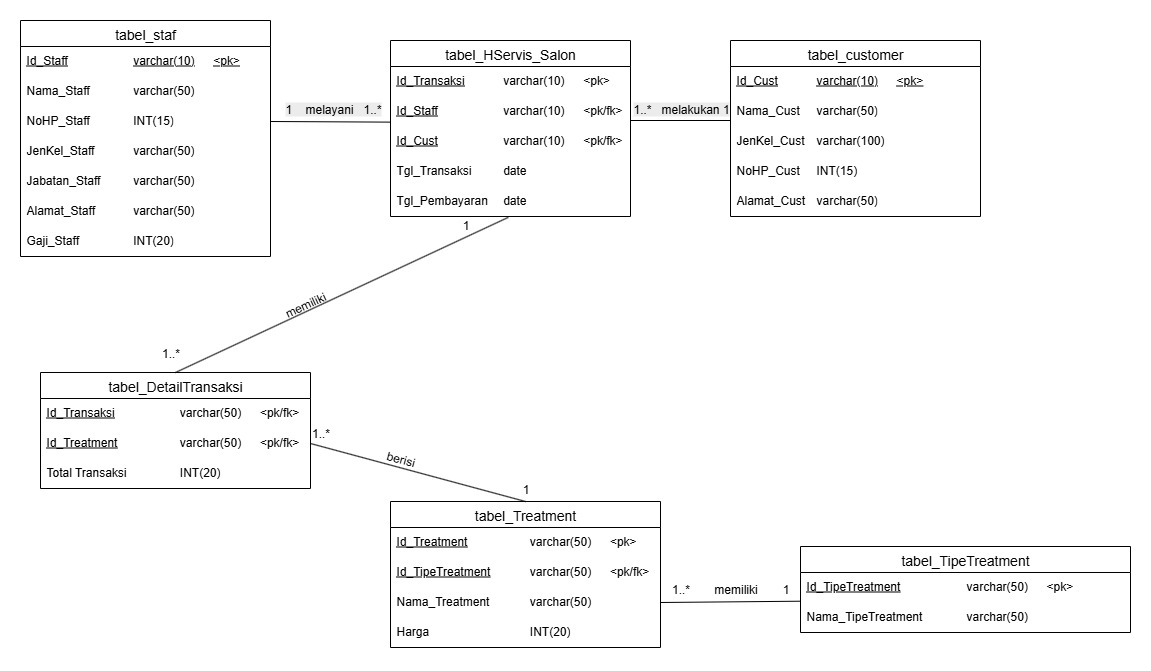 tabel_staf
Id_Staff varchar(10) <pk>
Nama_Staff varchar(50)
NoHP_Staff INT(15)
JenKel_Staff varchar(50)
Jabatan_Staff varchar(50)
Alamat_Staff varchar(50)
Gaji_Staff INT(20)
1 melayani 1..*
tabel_HServis_Salon
Id_Transaksi varchar(10) <pk>
Id_Staff varchar(10) <pk/fk>
Id_Cust varchar(10) <pk/fk>
Tgl_Transaksi date
Tgl_Pembayaran date
1..* melakukan 1
tabel_customer
Id_Cust varchar(10) <pk>
Nama_Cust varchar(50)
JenKel_Cust varchar(100)
NoHP_Cust INT(15)
Alamat_Cust varchar(50)
1
memiliki
1..*
tabel_DetailTransaksi
Id_Transaksi varchar(50) <pk/fk>
Id_Treatment varchar(50) <pk/fk>
Total Transaksi INT(20)
1..*
berisi
1
tabel_Treatment
Id_Treatment varchar(50) <pk>
Id_TipeTreatment varchar(50) <pk/fk>
Nama_Treatment varchar(50)
Harga INT(20)
1..* memiliki 1
tabel_TipeTreatment
Id_TipeTreatment varchar(50) <pk>
Nama_TipeTreatment varchar(50)